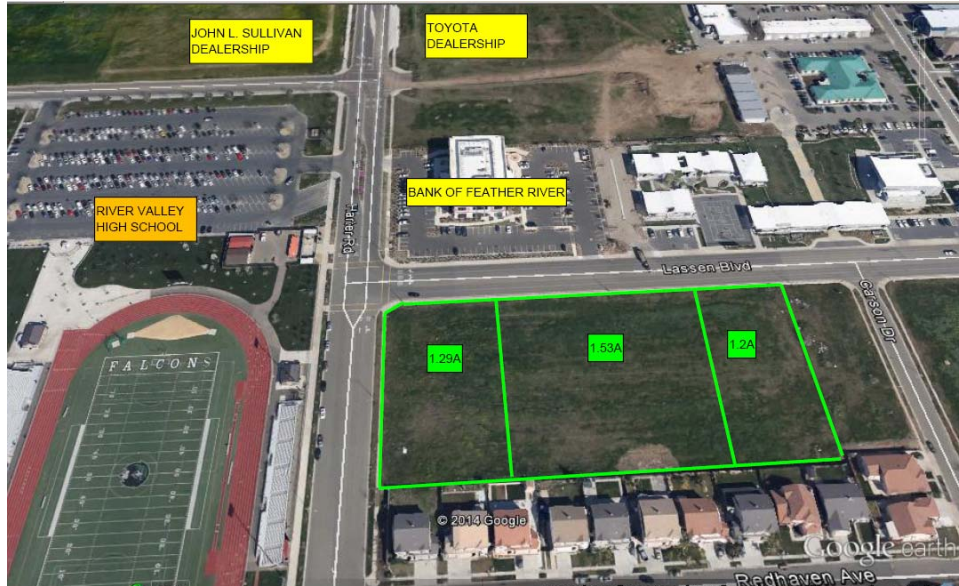 JOHN L. SULLIVAN
DEALERSHIP
TOYOTA
DEALERSHIP
BANK OF FEATHER RIVER
RIVER VALLEY
HIGH SCHOOL
Harter Rd
Lassen Blvd
Carson Dr
1.29A
1.53A
1.2A
FALCONS
© 2014 Google
Google earth
Redhaven Ave